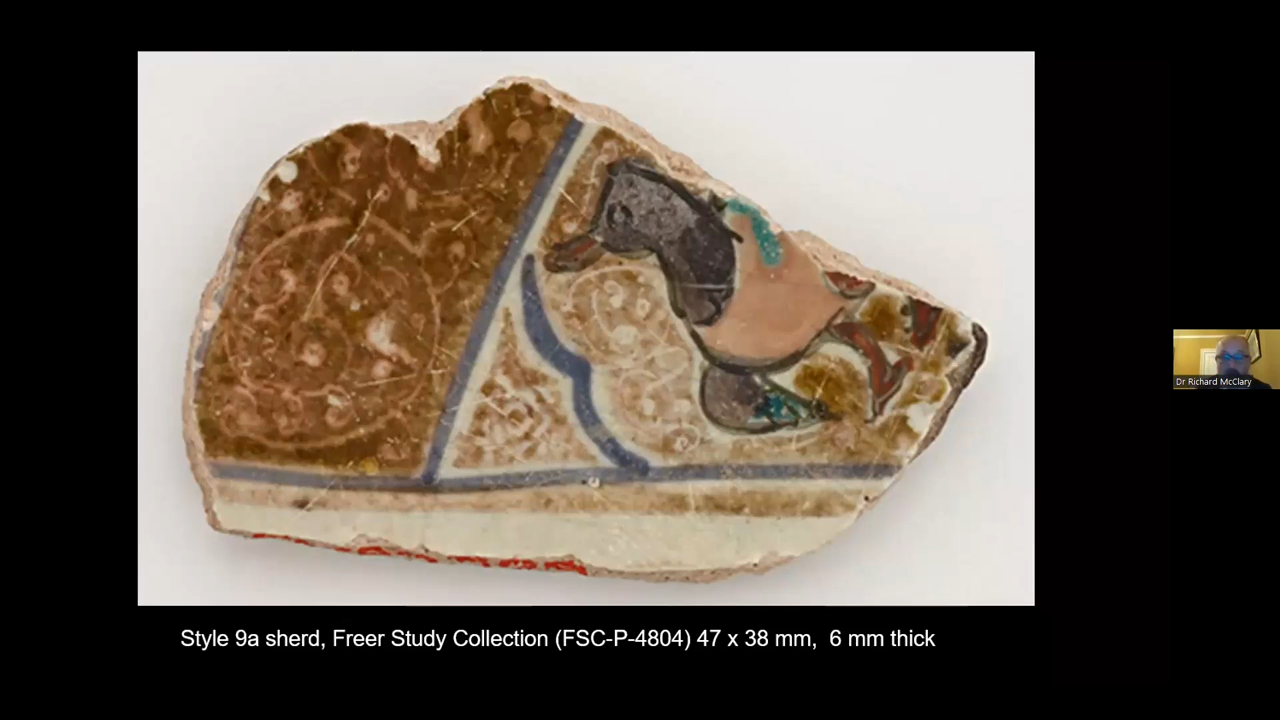 Style 9a sherd, Freer Study Collection (FSC-P-4804) 47 x 38 mm,  6 mm thick
Dr Richard McClary